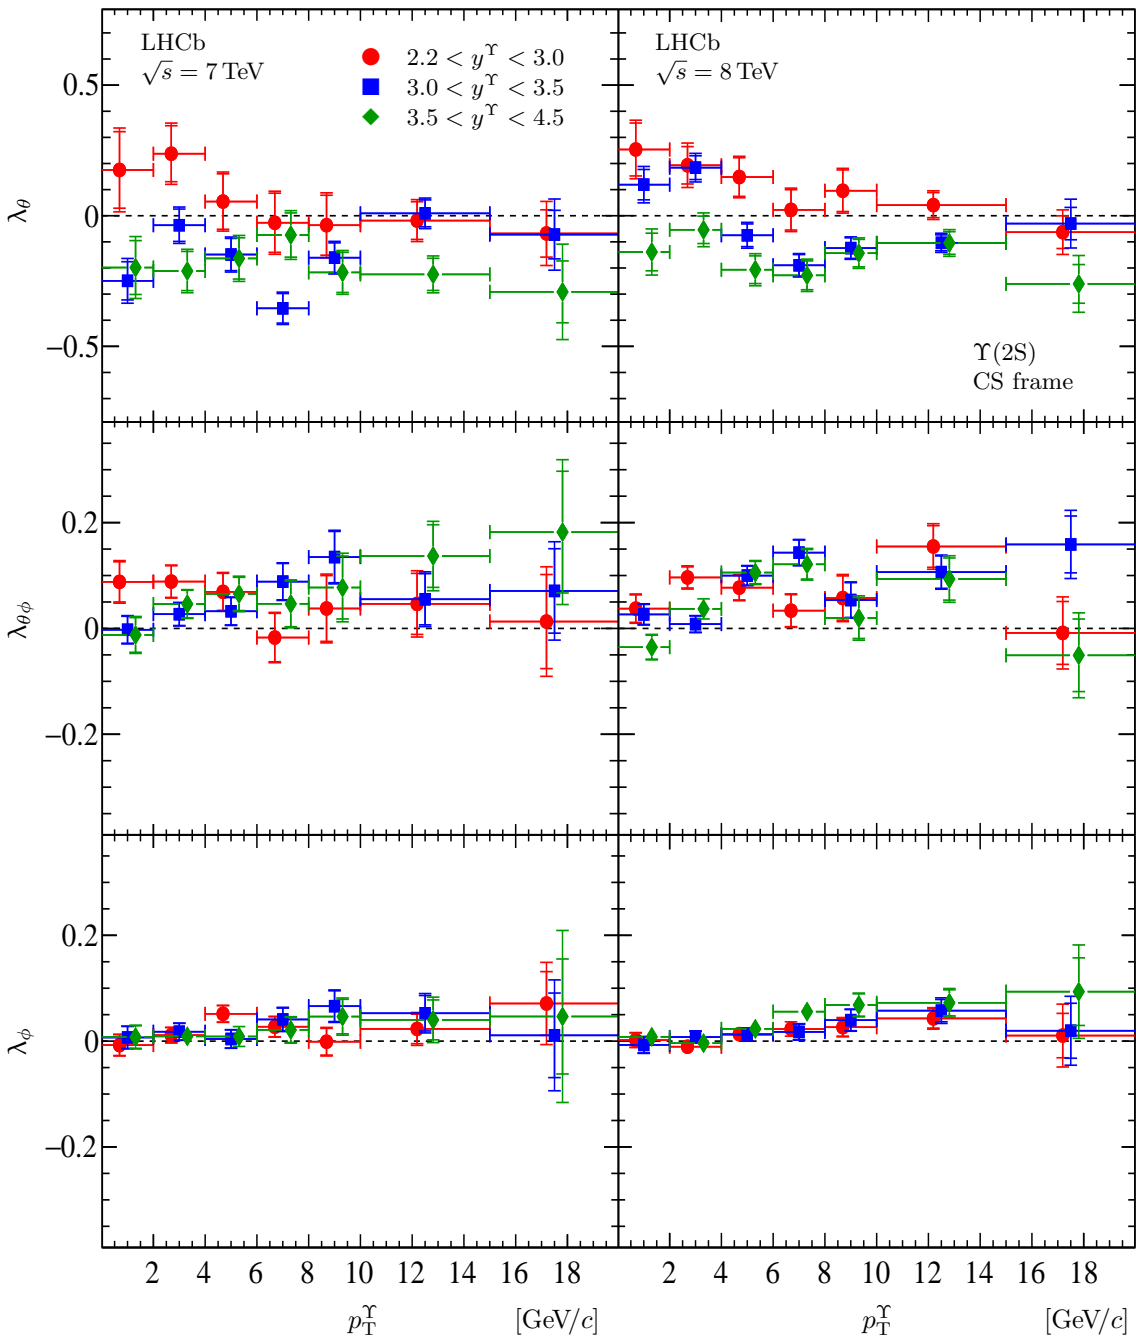 LHCb
√s = 7 TeV
2.2 < y^Υ < 3.0
3.0 < y^Υ < 3.5
3.5 < y^Υ < 4.5
LHCb
√s = 8 TeV
Υ(2S)
CS frame
λ_θ
0.5
0
−0.5
λ_θϕ
0.2
0
−0.2
λ_ϕ
0.2
0
−0.2
2 4 6 8 10 12 14 16 18
2 4 6 8 10 12 14 16 18
p_T^Υ [GeV/c]
p_T^Υ [GeV/c]